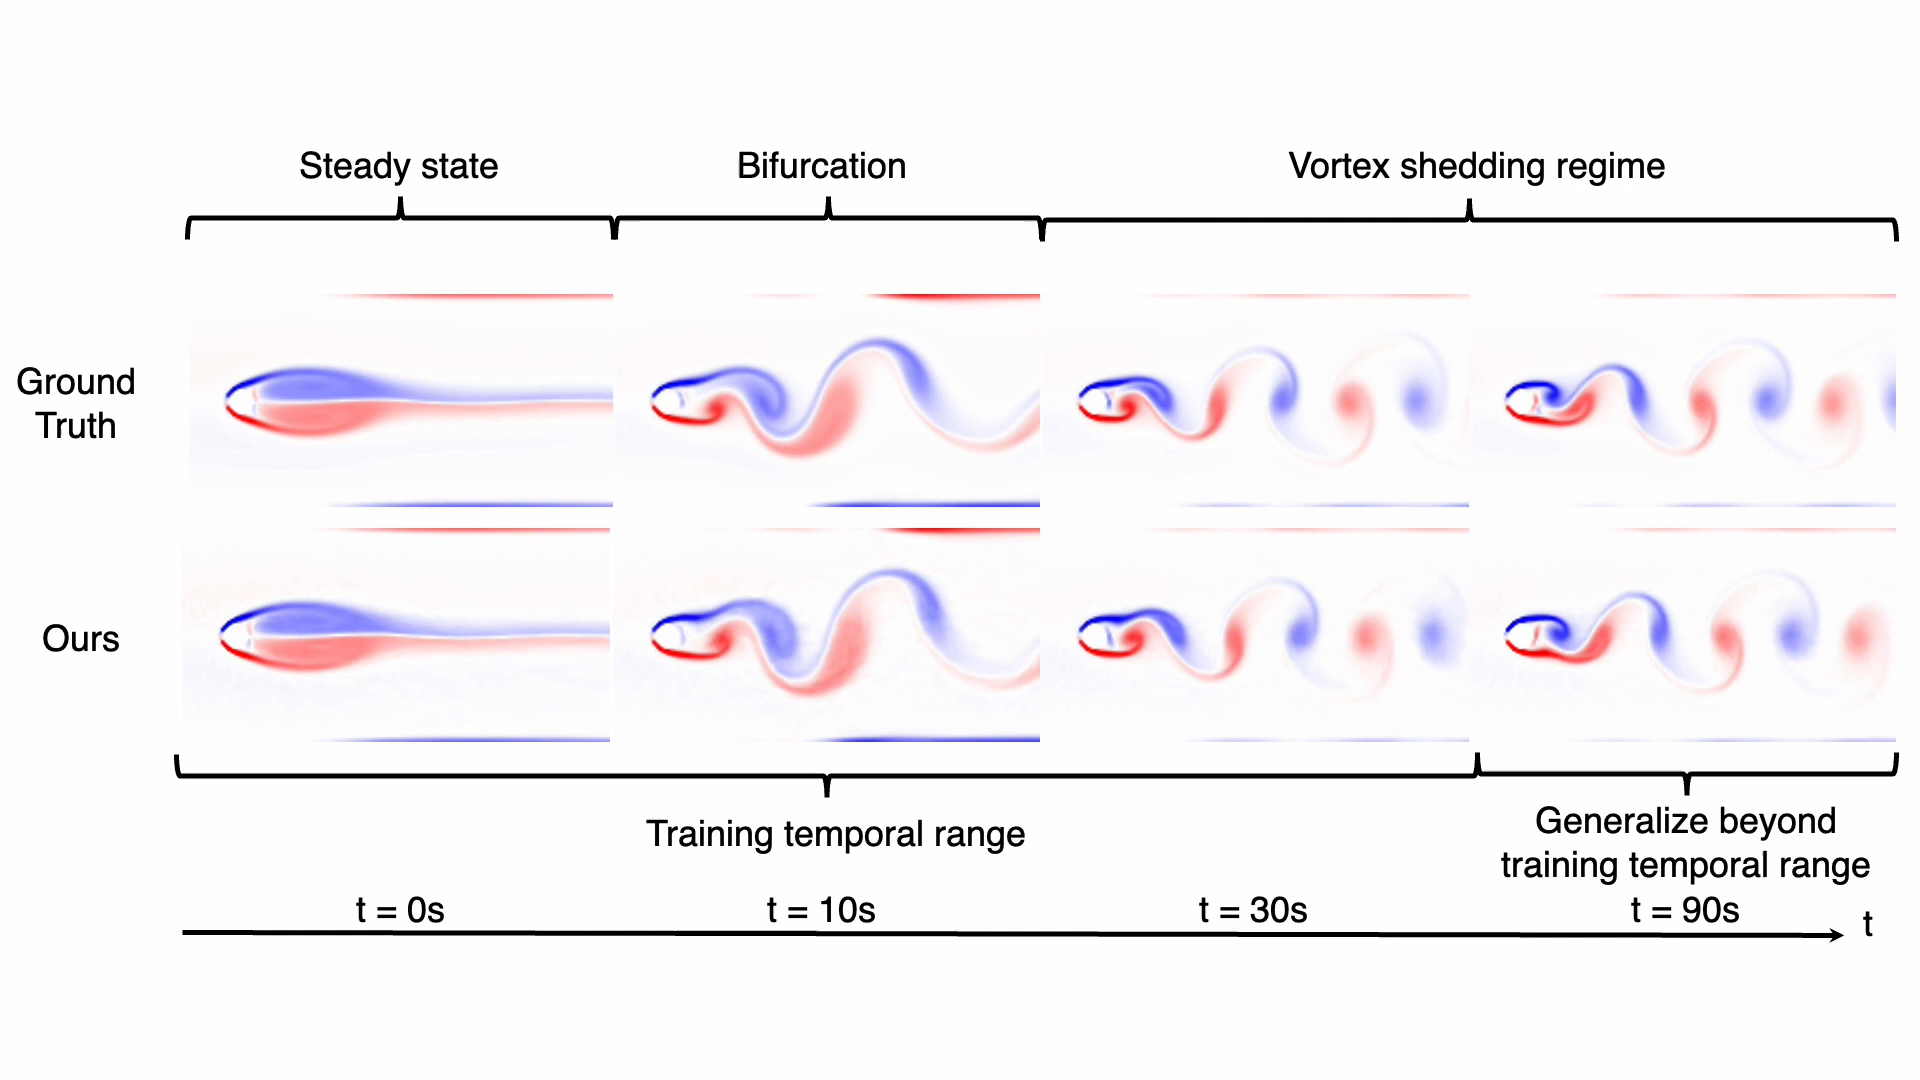 Steady state
Bifurcation
Vortex shedding regime
Ground
Truth
Ours
Training temporal range
Generalize beyond
training temporal range
t = 0s
t = 10s
t = 30s
t = 90s
t